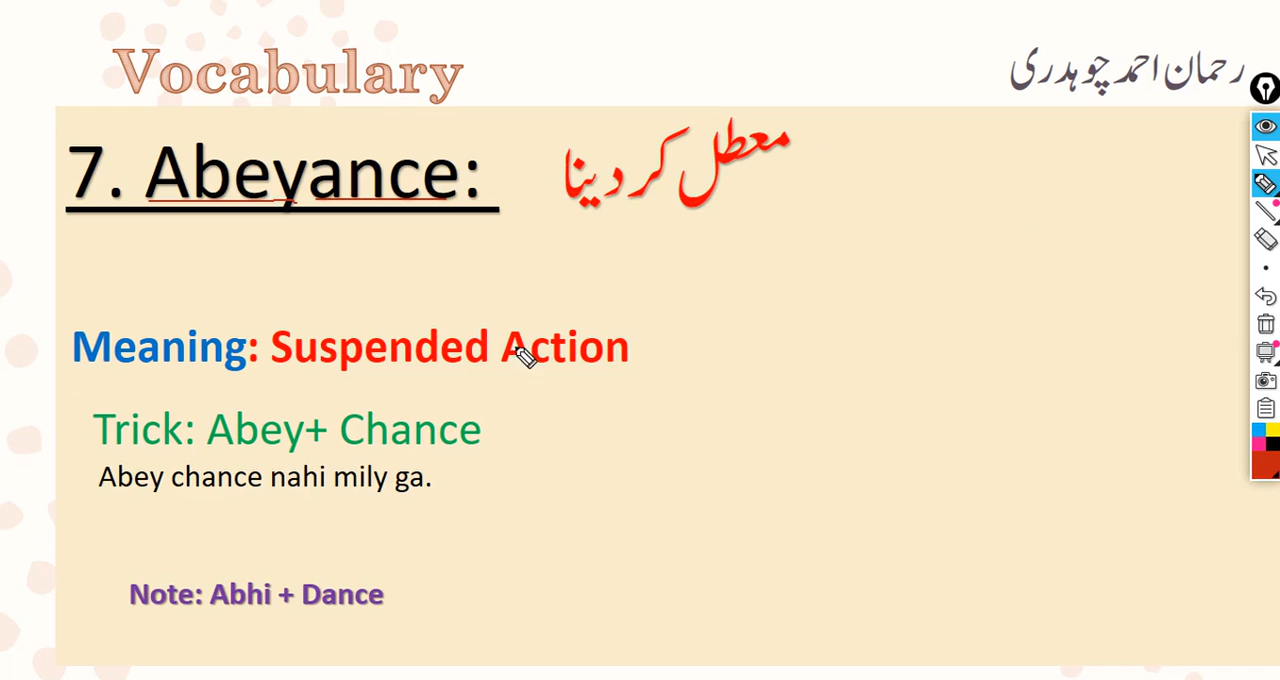 Vocabulary
رحمان احمد چوہدری
7. Abeyance:
معطل کر دینا
Meaning: Suspended Action
Trick: Abey+ Chance
Abey chance nahi mily ga.
Note: Abhi + Dance